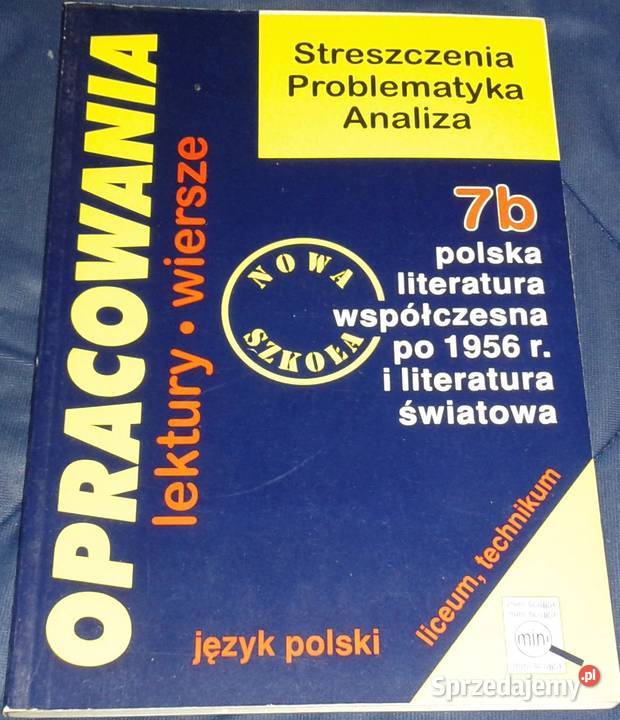 OPRACOWANIA
lektury • wiersze
Streszczenia
Problematyka
Analiza
7b
polska
literatura
współczesna
po 1956 r.
i literatura
światowa
NOWA
SZKOŁA
liceum, technikum
język polski
mini
Sprzedajemy.pl